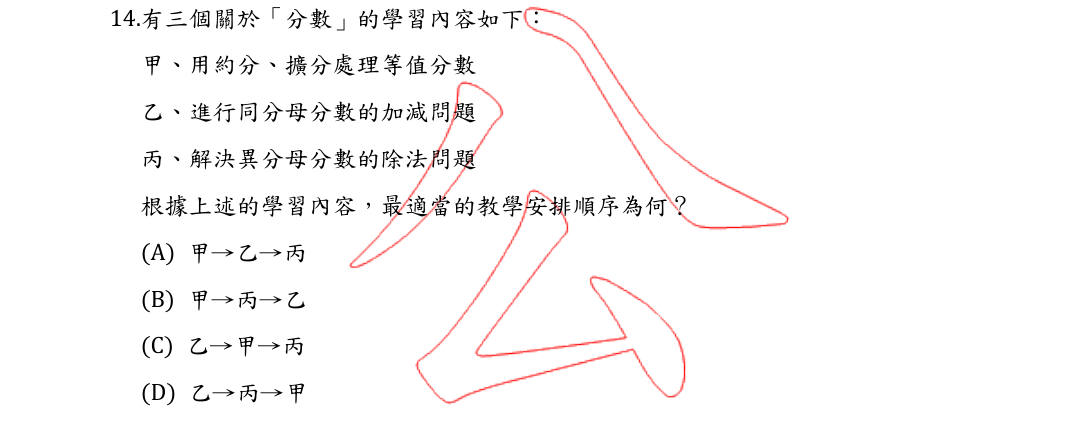 14.有三個關於「分數」的學習內容如下：
甲、用約分、擴分處理等值分數
乙、進行同分母分數的加減問題
丙、解決異分母分數的除法問題
根據上述的學習內容，最適當的教學安排順序為何？
(A) 甲→乙→丙
(B) 甲→丙→乙
(C) 乙→甲→丙
(D) 乙→丙→甲
公